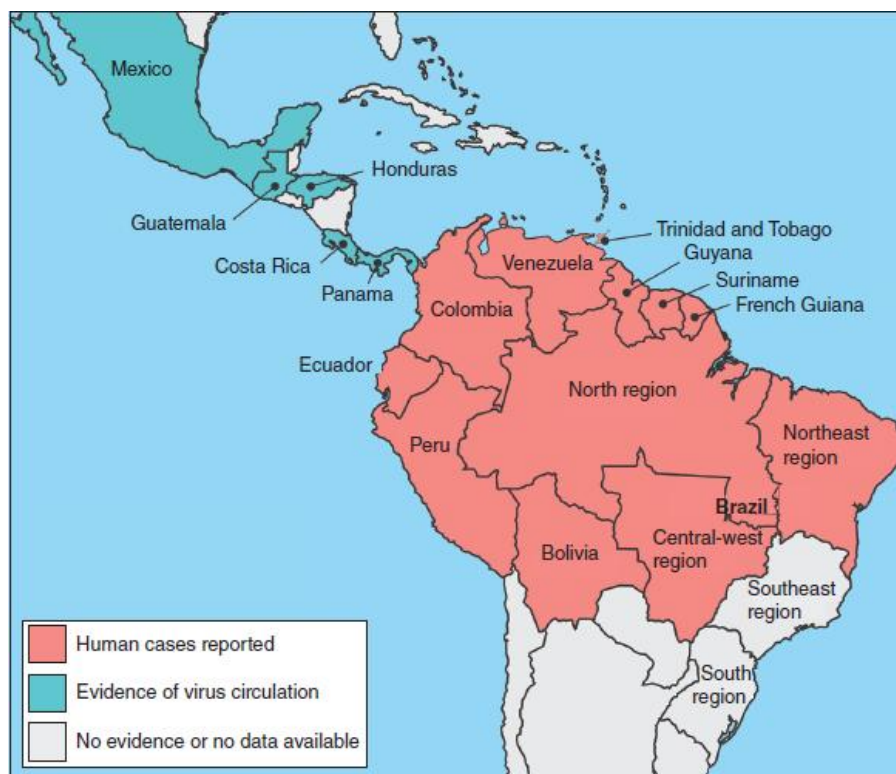 Mexico
Honduras
Guatemala
Costa Rica
Panama
Trinidad and Tobago
Guyana
Venezuela
Suriname
French Guiana
Colombia
Ecuador
North region
Peru
Northeast
region
Brazil
Central-west
region
Bolivia
Southeast
region
South
region
Human cases reported
Evidence of virus circulation
No evidence or no data available